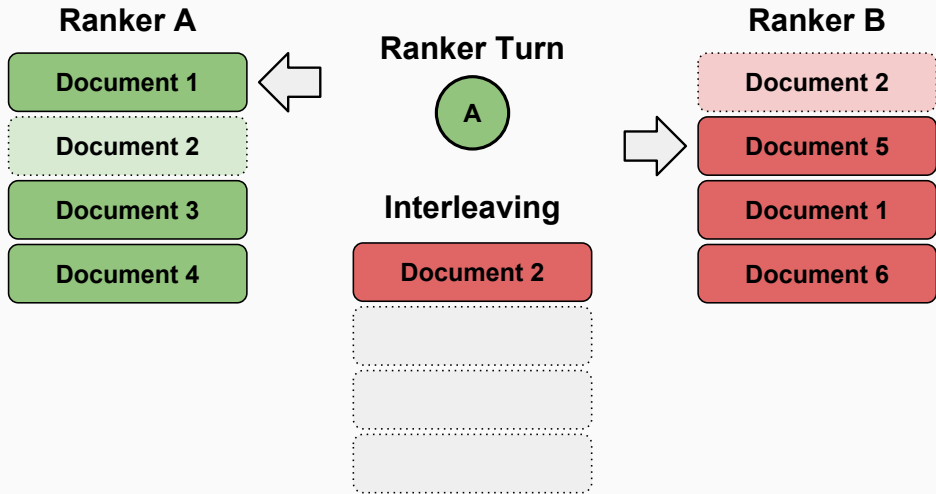 Ranker A
Document 1
Document 2
Document 3
Document 4
Ranker Turn
A
Interleaving
Document 2
Ranker B
Document 2
Document 5
Document 1
Document 6